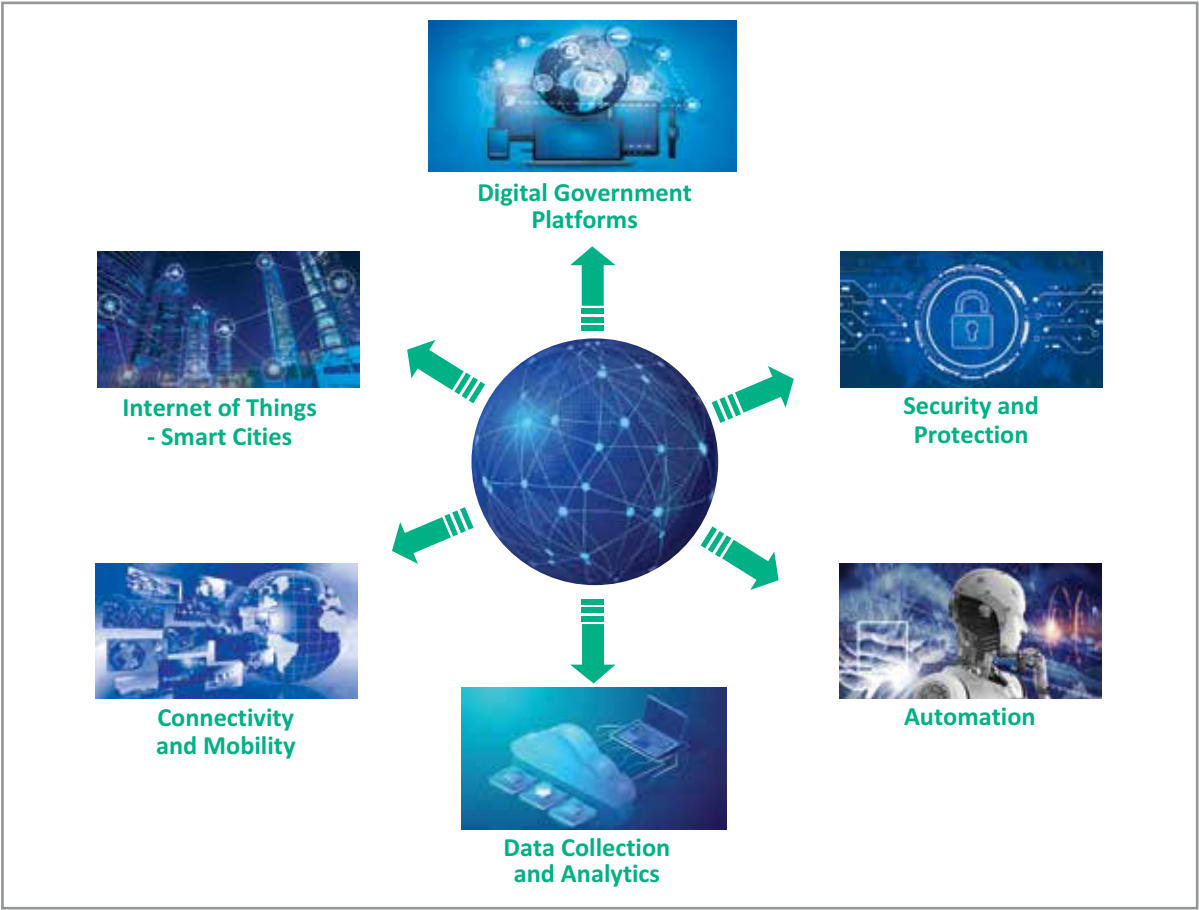 Digital Government
Platforms
Internet of Things
- Smart Cities
Security and
Protection
Connectivity
and Mobility
Automation
Data Collection
and Analytics